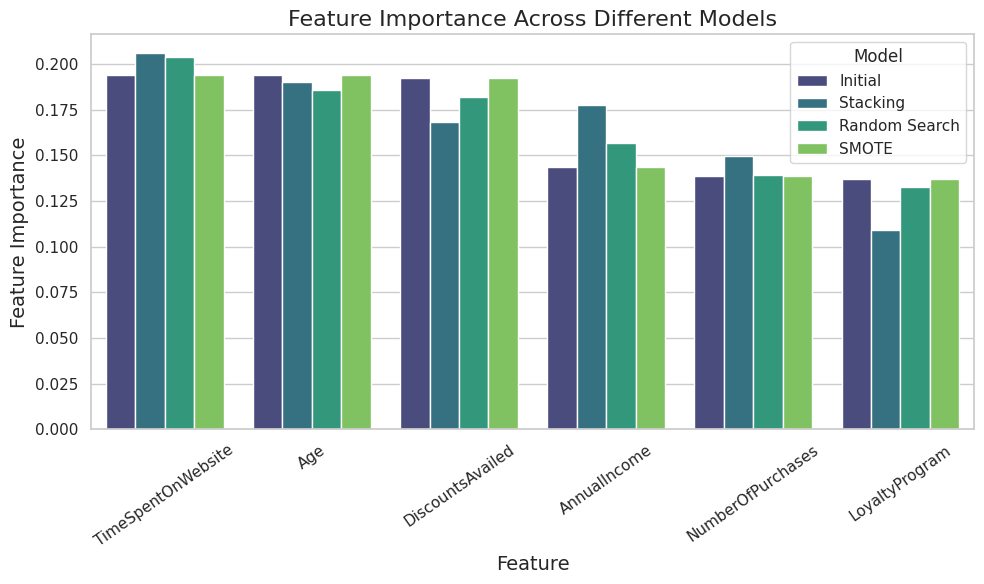 Feature Importance Across Different Models
Model
Initial
Stacking
Random Search
SMOTE
Feature Importance
0.200
0.175
0.150
0.125
0.100
0.075
0.050
0.025
0.000
TimeSpentOnWebsite
Age
DiscountsAvailed
AnnualIncome
NumberOfPurchases
LoyaltyProgram
Feature